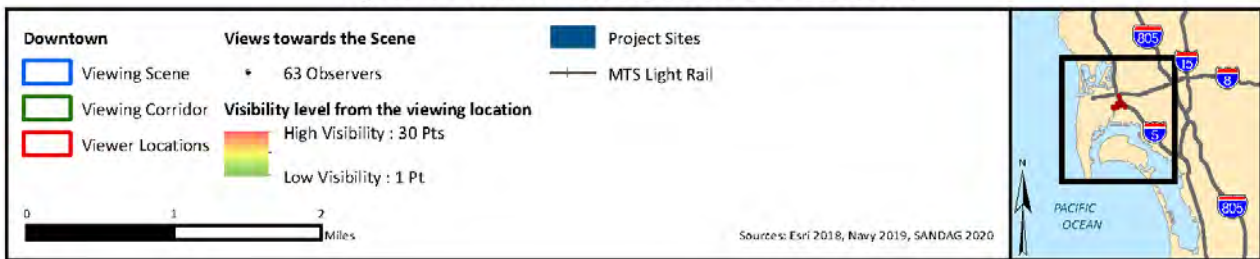 Downtown
Viewing Scene
Viewing Corridor
Viewer Locations
Views towards the Scene
63 Observers
Visibility level from the viewing location
High Visibility : 30 Pts
Low Visibility : 1 Pt
Project Sites
MTS Light Rail
0 1 2
Miles
Sources: Esri 2018, Navy 2019, SANDAG 2020
805
15
8
5
N
PACIFIC
OCEAN
805